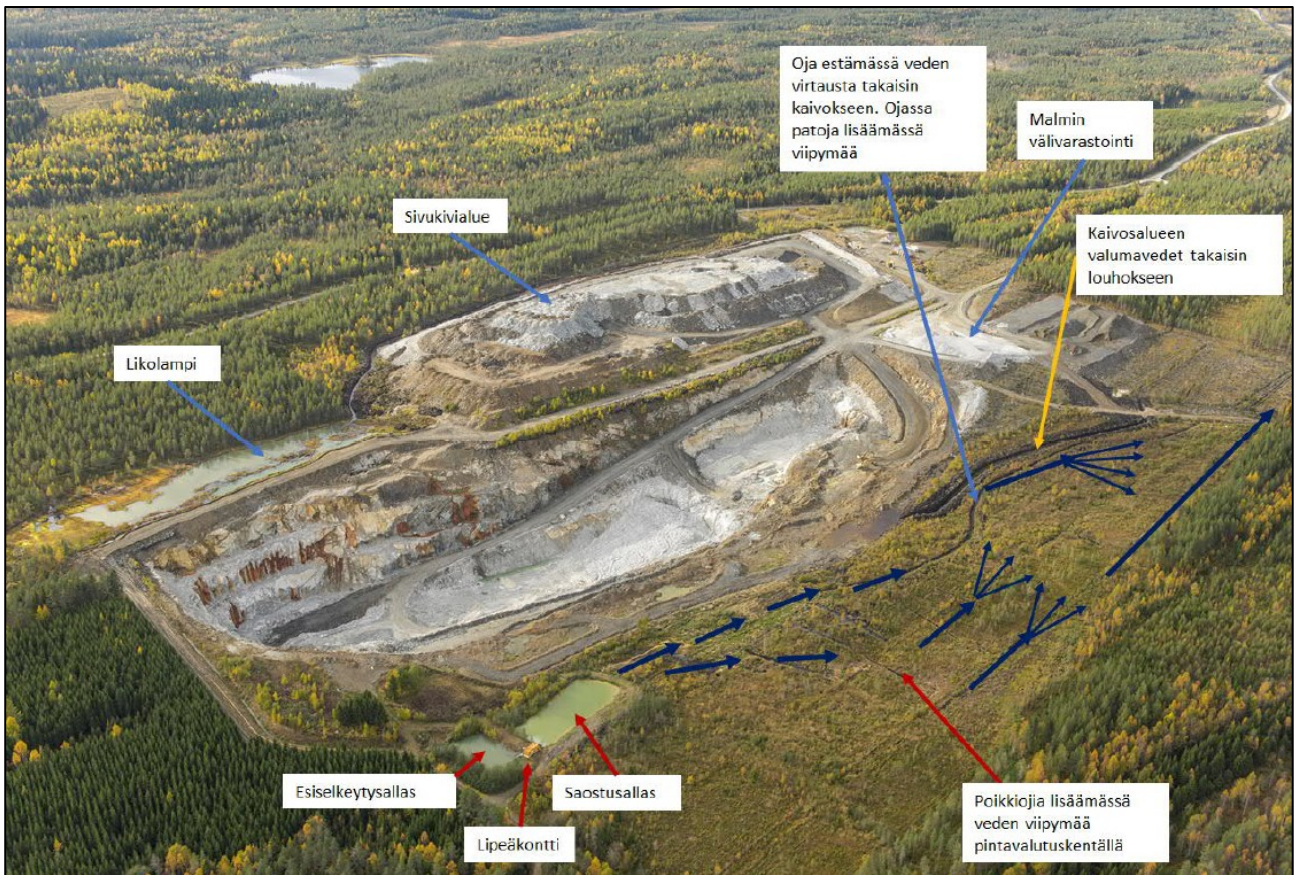 Oja estämässä veden
virtausta takaisin
kaivokseen. Ojassa
patoja lisäämässä
viipymää
Malmin
välivarastointi
Sivukivialue
Kaivosalueen
valumavedet takaisin
louhokseen
Likolampi
Esiselkeytysallas
Saostusallas
Lipeäkontti
Poikkiojia lisäämässä
veden viipymää
pintavalutuskentällä